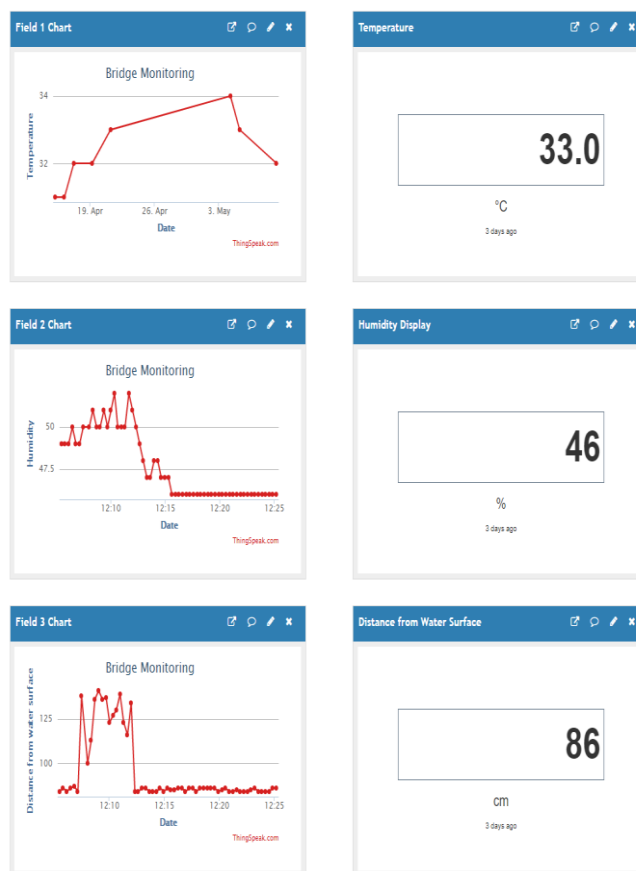 Field 1 Chart
Bridge Monitoring
34
32
Temperature
19. Apr 26. Apr 3. May
Date
ThingSpeak.com
Temperature
33.0
°C
3 days ago
Field 2 Chart
Bridge Monitoring
50
47.5
Humidity
12:10 12:15 12:20 12:25
Date
ThingSpeak.com
Humidity Display
46
%
3 days ago
Field 3 Chart
Bridge Monitoring
125
100
Distance from water surface
12:10 12:15 12:20 12:25
Date
ThingSpeak.com
Distance from Water Surface
86
cm
3 days ago